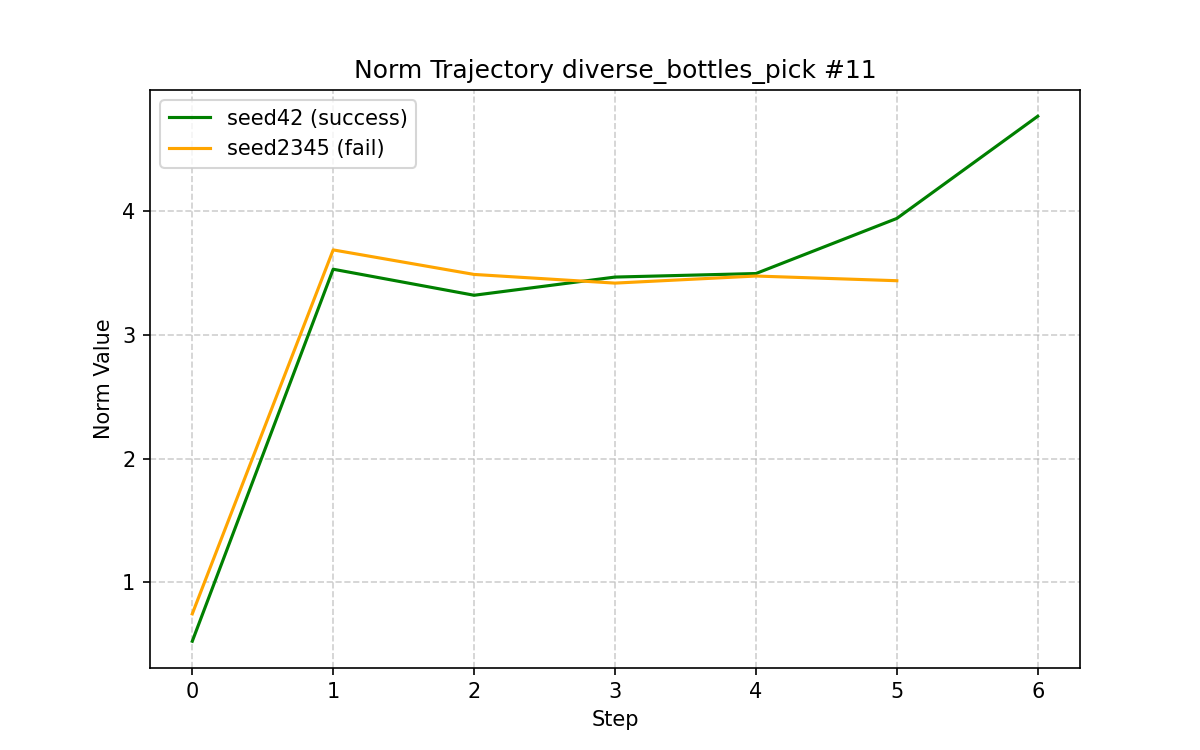 Norm Trajectory diverse_bottles_pick #11
seed42 (success)
seed2345 (fail)
4
3
2
1
Norm Value
0 1 2 3 4 5 6
Step